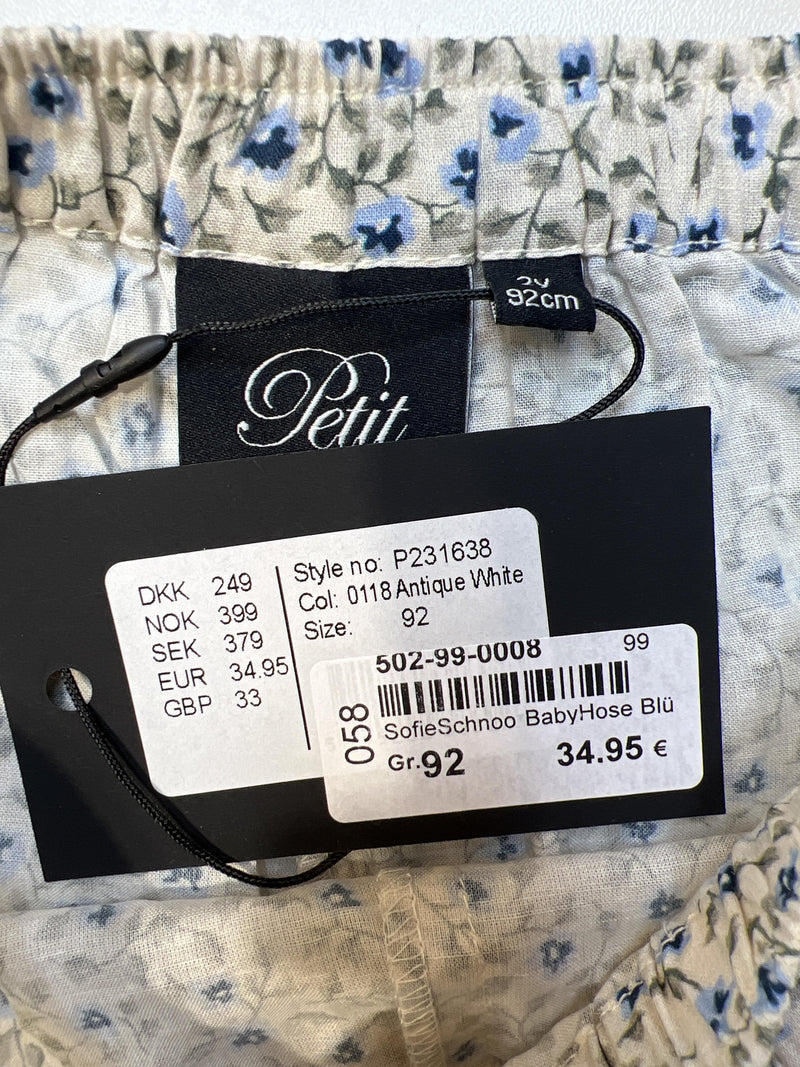 92cm
Petit
DKK 249
NOK 399
SEK 379
EUR 34.95
GBP 33
Style no: P231638
Col: 0118 Antique White
Size: 92
502-99-0008 99
058
SofieSchnoo BabyHose Blü
Gr.92 34.95 €